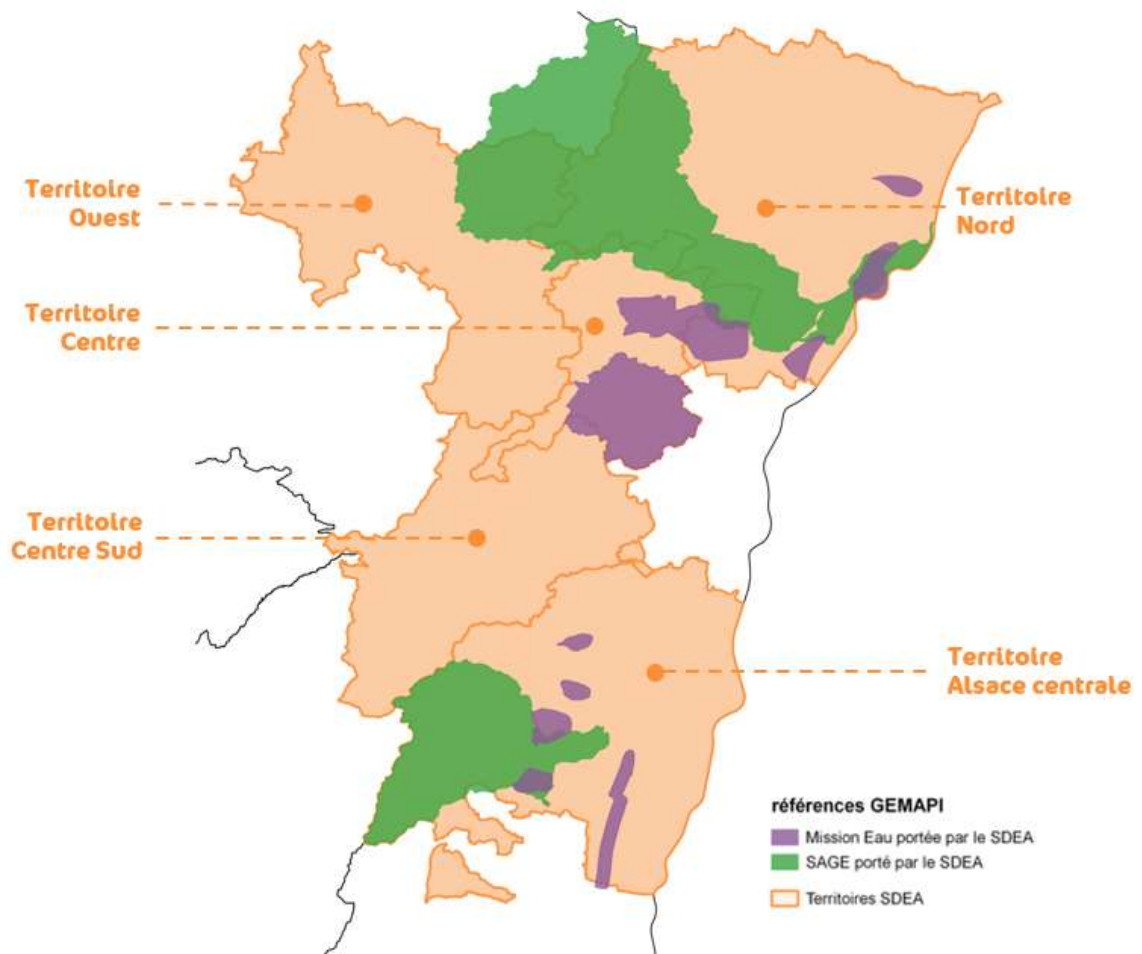 Territoire
Ouest
Territoire
Nord
Territoire
Centre
Territoire
Centre Sud
Territoire
Alsace centrale
références GEMAPI
Mission Eau portée par le SDEA
SAGE porté par le SDEA
Territoires SDEA